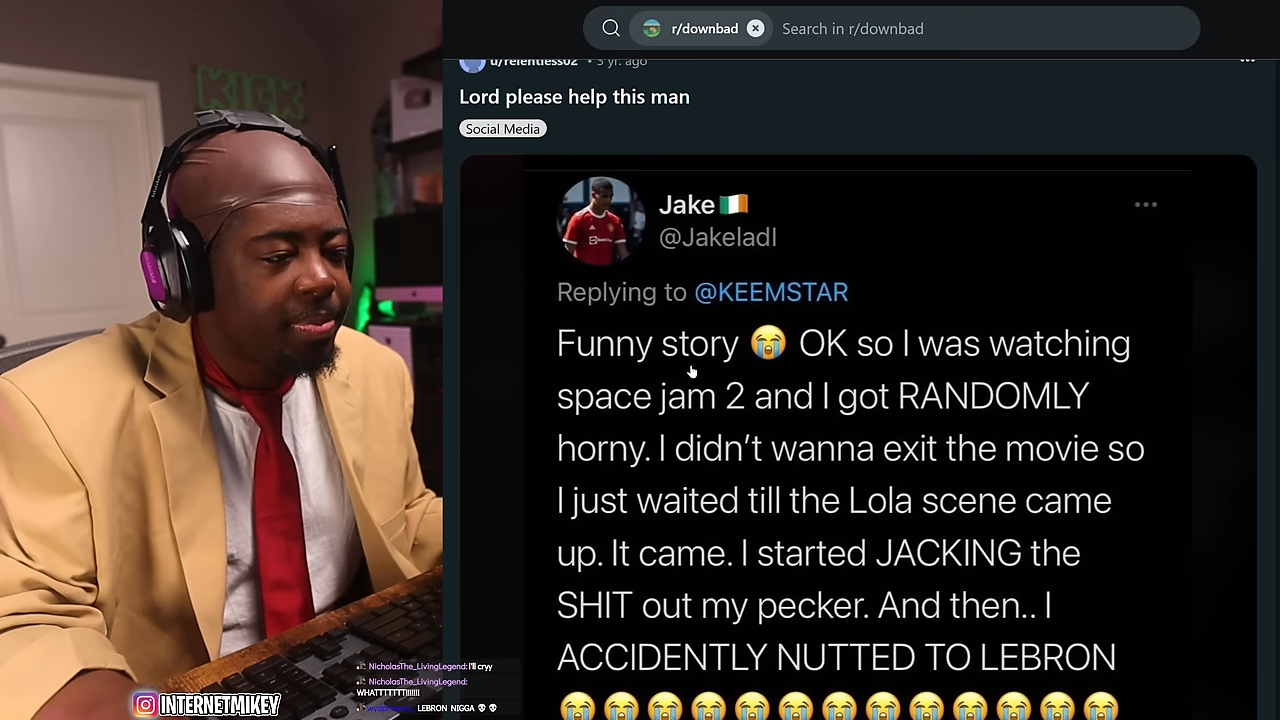 KICK
r/downbad
Search in r/downbad
u/relentless02 • 3 yr. ago
Lord please help this man
Social Media
Jake
@Jakeladl
Replying to @KEEMSTAR
Funny story 😭 OK so I was watching
space jam 2 and I got RANDOMLY
horny. I didn’t wanna exit the movie so
I just waited till the Lola scene came
up. It came. I started JACKING the
SHIT out my pecker. And then.. I
ACCIDENTLY NUTTED TO LEBRON
😭😭😭😭😭😭😭😭😭😭😭😭😭
NicholasThe_LivingLegend: I'll cryy
NicholasThe_LivingLegend:
WHATTTTTTT!!!!!!!
LEBRON NIGGA 💀 💀
INTERNETMIKEY